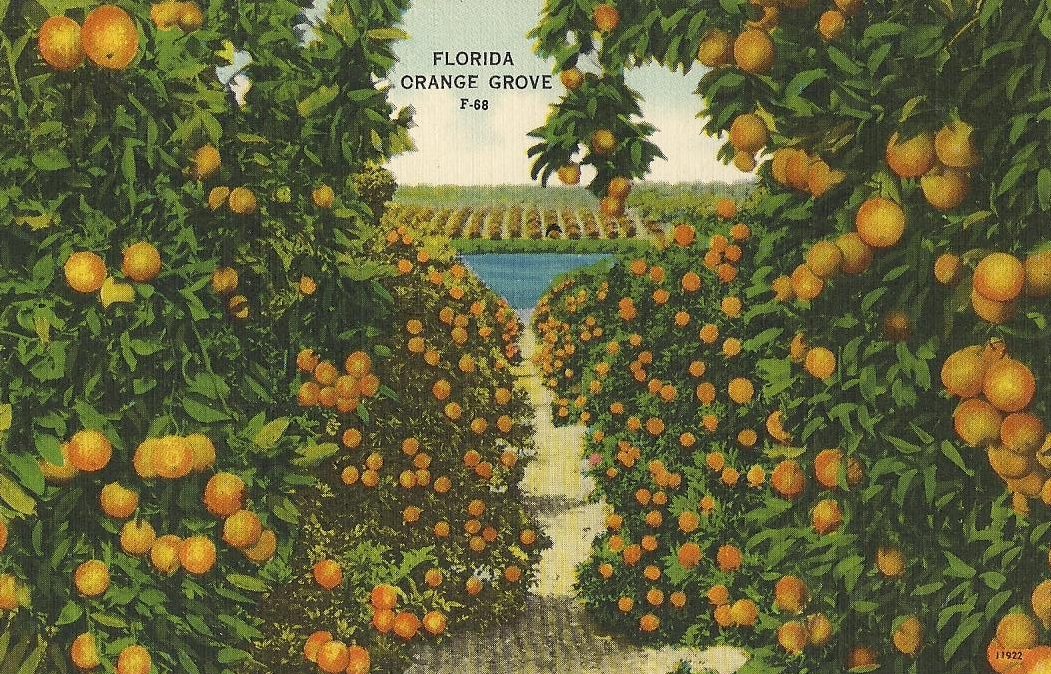 FLORIDA
ORANGE GROVE
F-68
11922